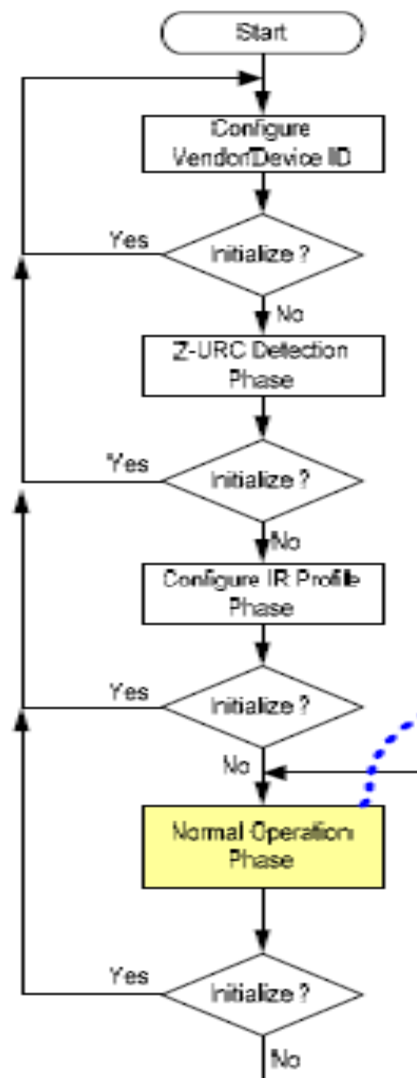 Start
Configure
Vendor/Device ID
Yes
Initialize ?
No
Z-URC Detection
Phase
Yes
Initialize ?
No
Configure IR Profile
Phase
Yes
Initialize ?
No
Normal Operation
Phase
Yes
Initialize ?
No